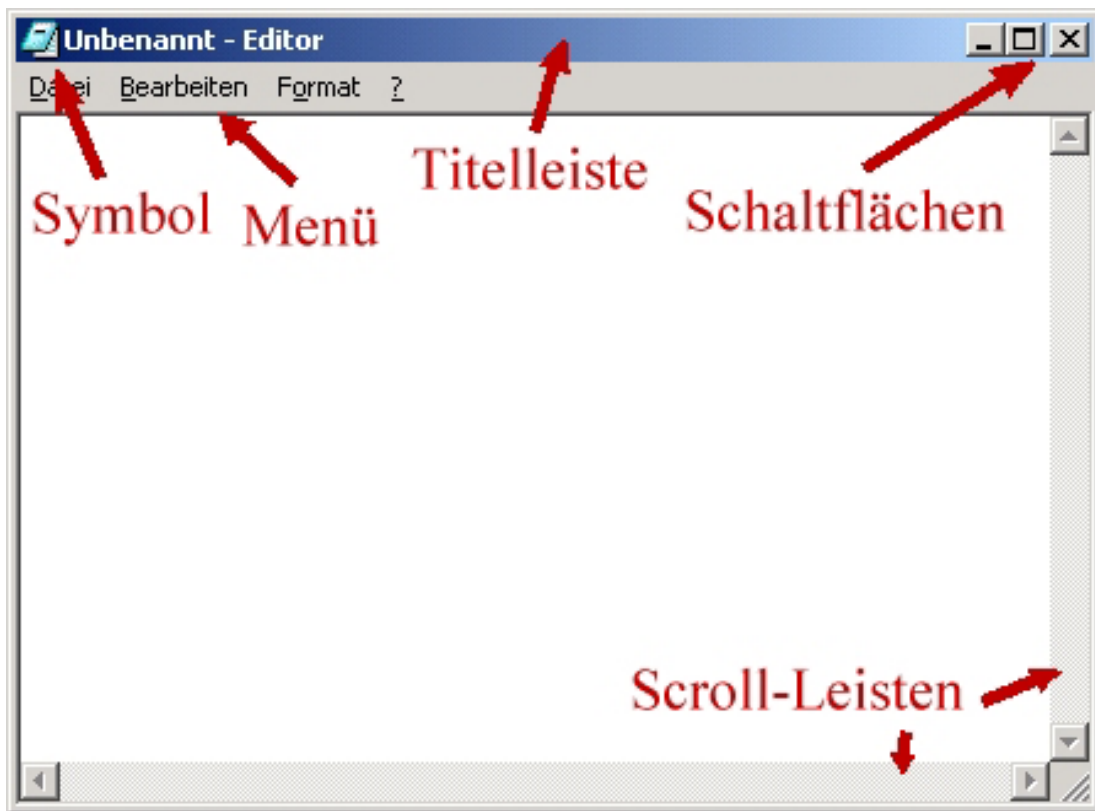 Unbenannt - Editor
Datei Bearbeiten Format ?
Titelleiste
Symbol Menü Schaltflächen
Scroll-Leisten